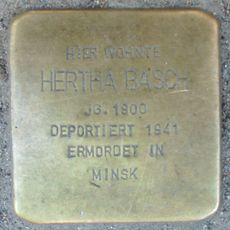 HIER WOHNTE
HERTHA BASCH
JG. 1900
DEPORTIERT 1941
ERMORDET IN
MINSK